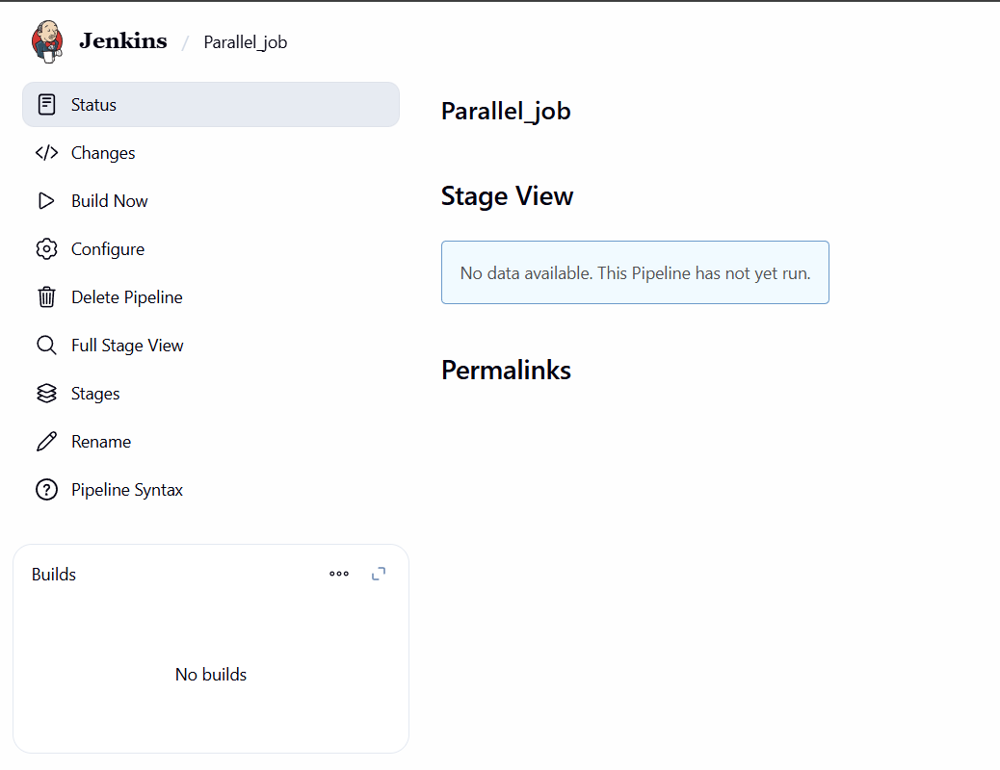 Jenkins / Parallel_job
Status
Changes
Build Now
Configure
Delete Pipeline
Full Stage View
Stages
Rename
Pipeline Syntax
Builds
No builds
Parallel_job
Stage View
No data available. This Pipeline has not yet run.
Permalinks